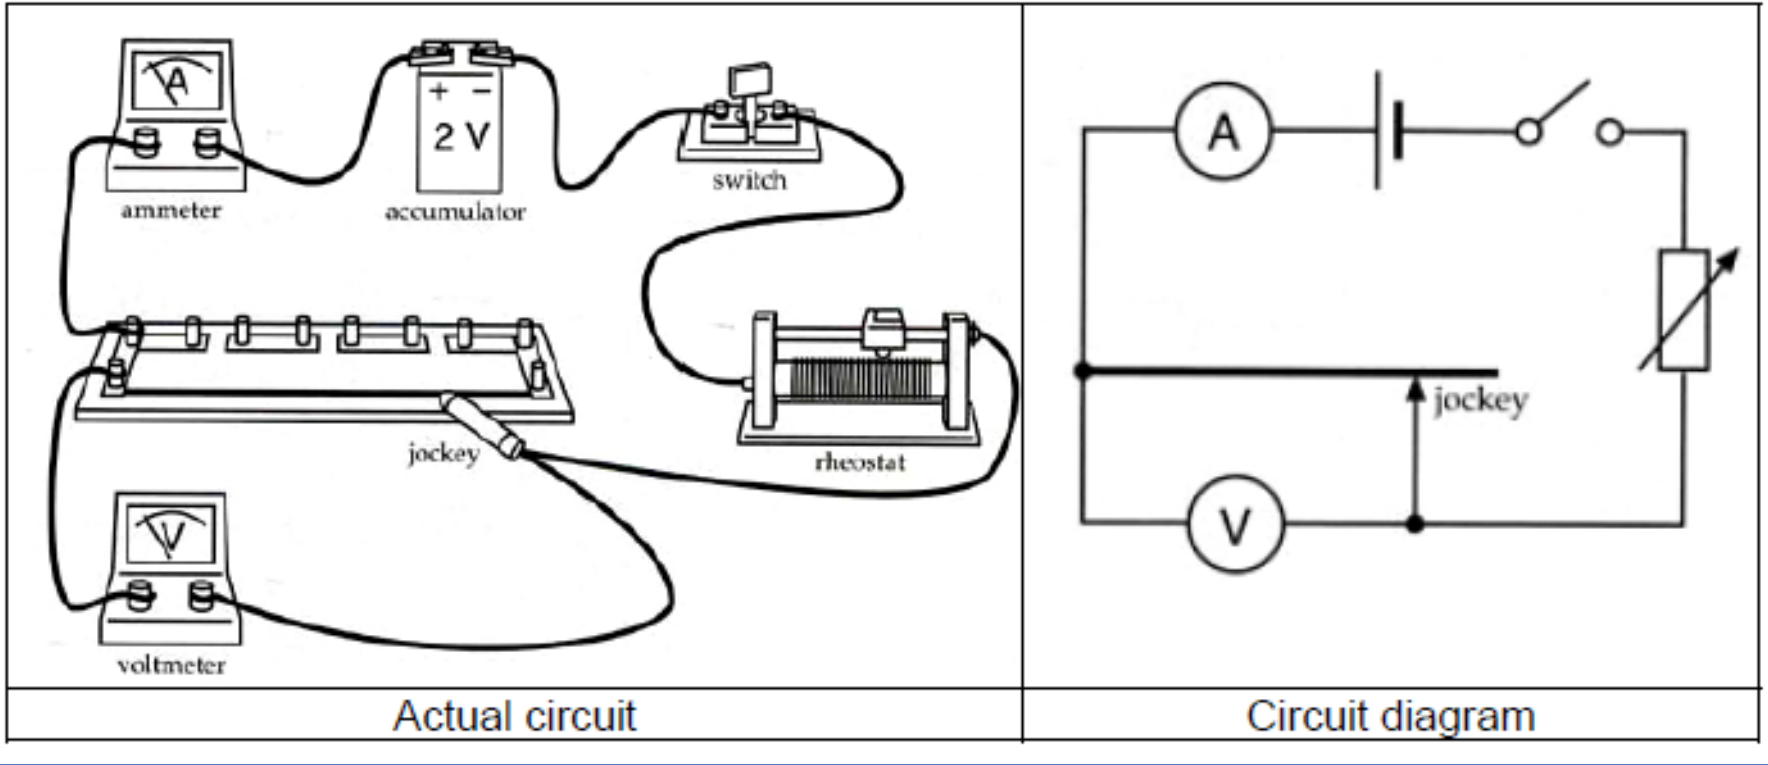 A
+ −
2 V
ammeter
accumulator
switch
jockey
rheostat
V
voltmeter
Actual circuit
A
jockey
V
Circuit diagram